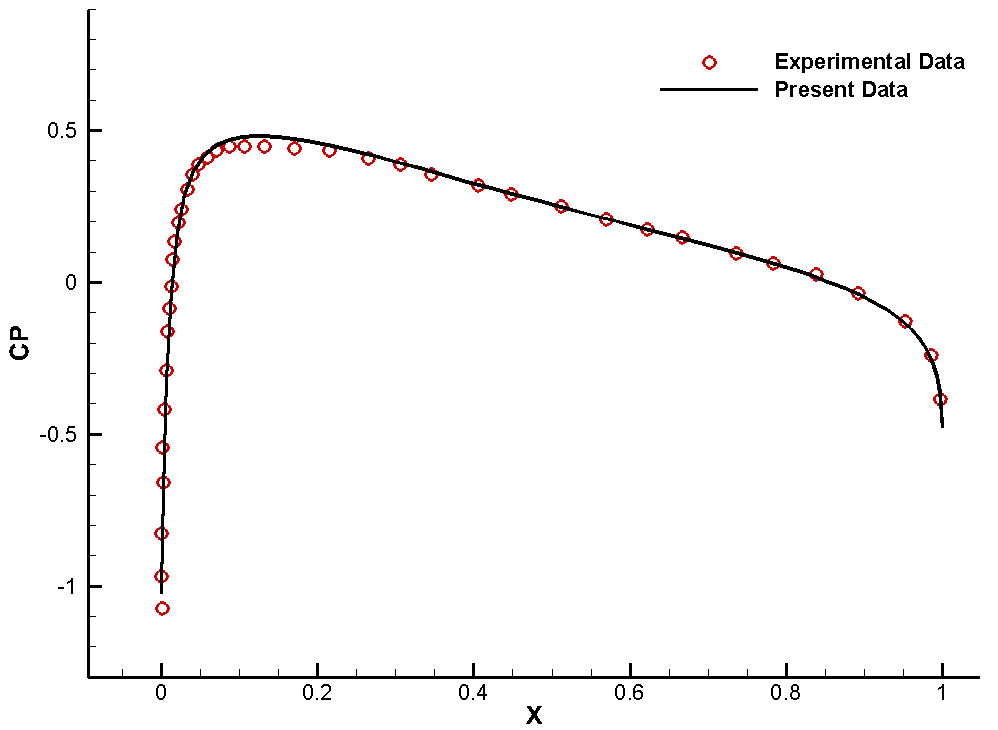 Experimental Data
Present Data
0.5
0
-0.5
-1
CP
0 0.2 0.4 0.6 0.8 1
X